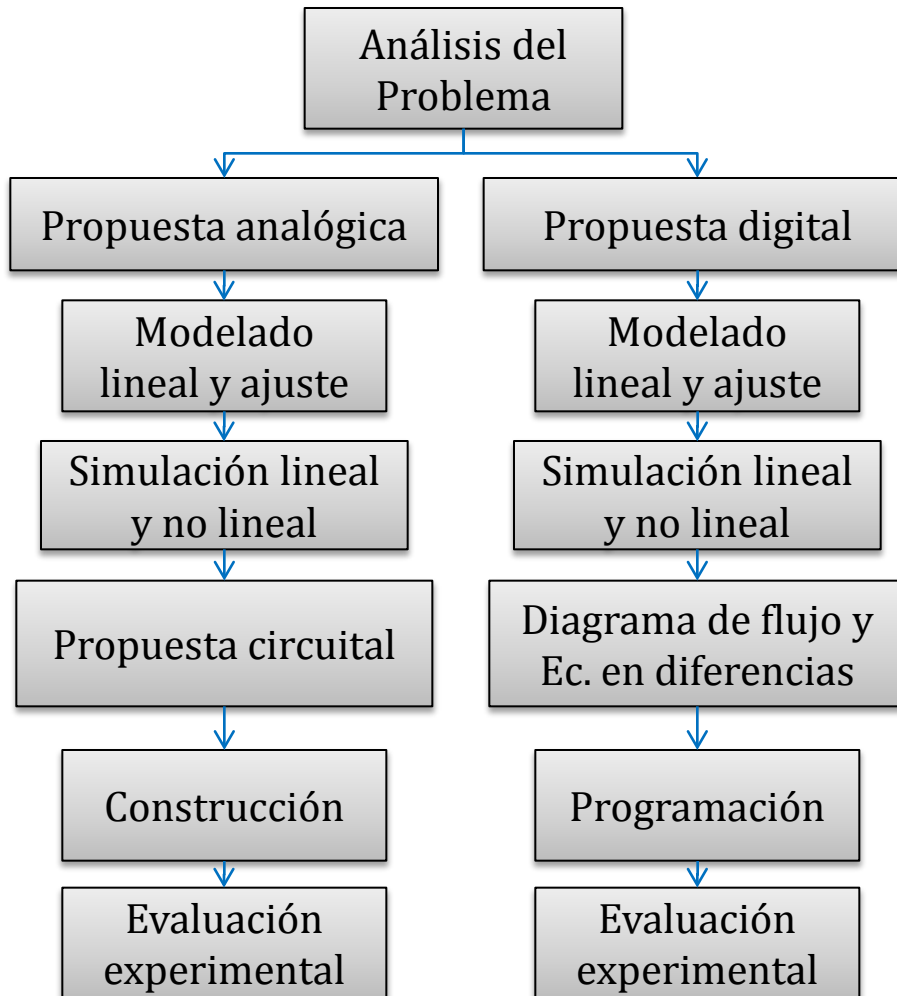 Análisis del
Problema
Propuesta analógica
Propuesta digital
Modelado
lineal y ajuste
Modelado
lineal y ajuste
Simulación lineal
y no lineal
Simulación lineal
y no lineal
Propuesta circuital
Diagrama de flujo y
Ec. en diferencias
Construcción
Programación
Evaluación
experimental
Evaluación
experimental